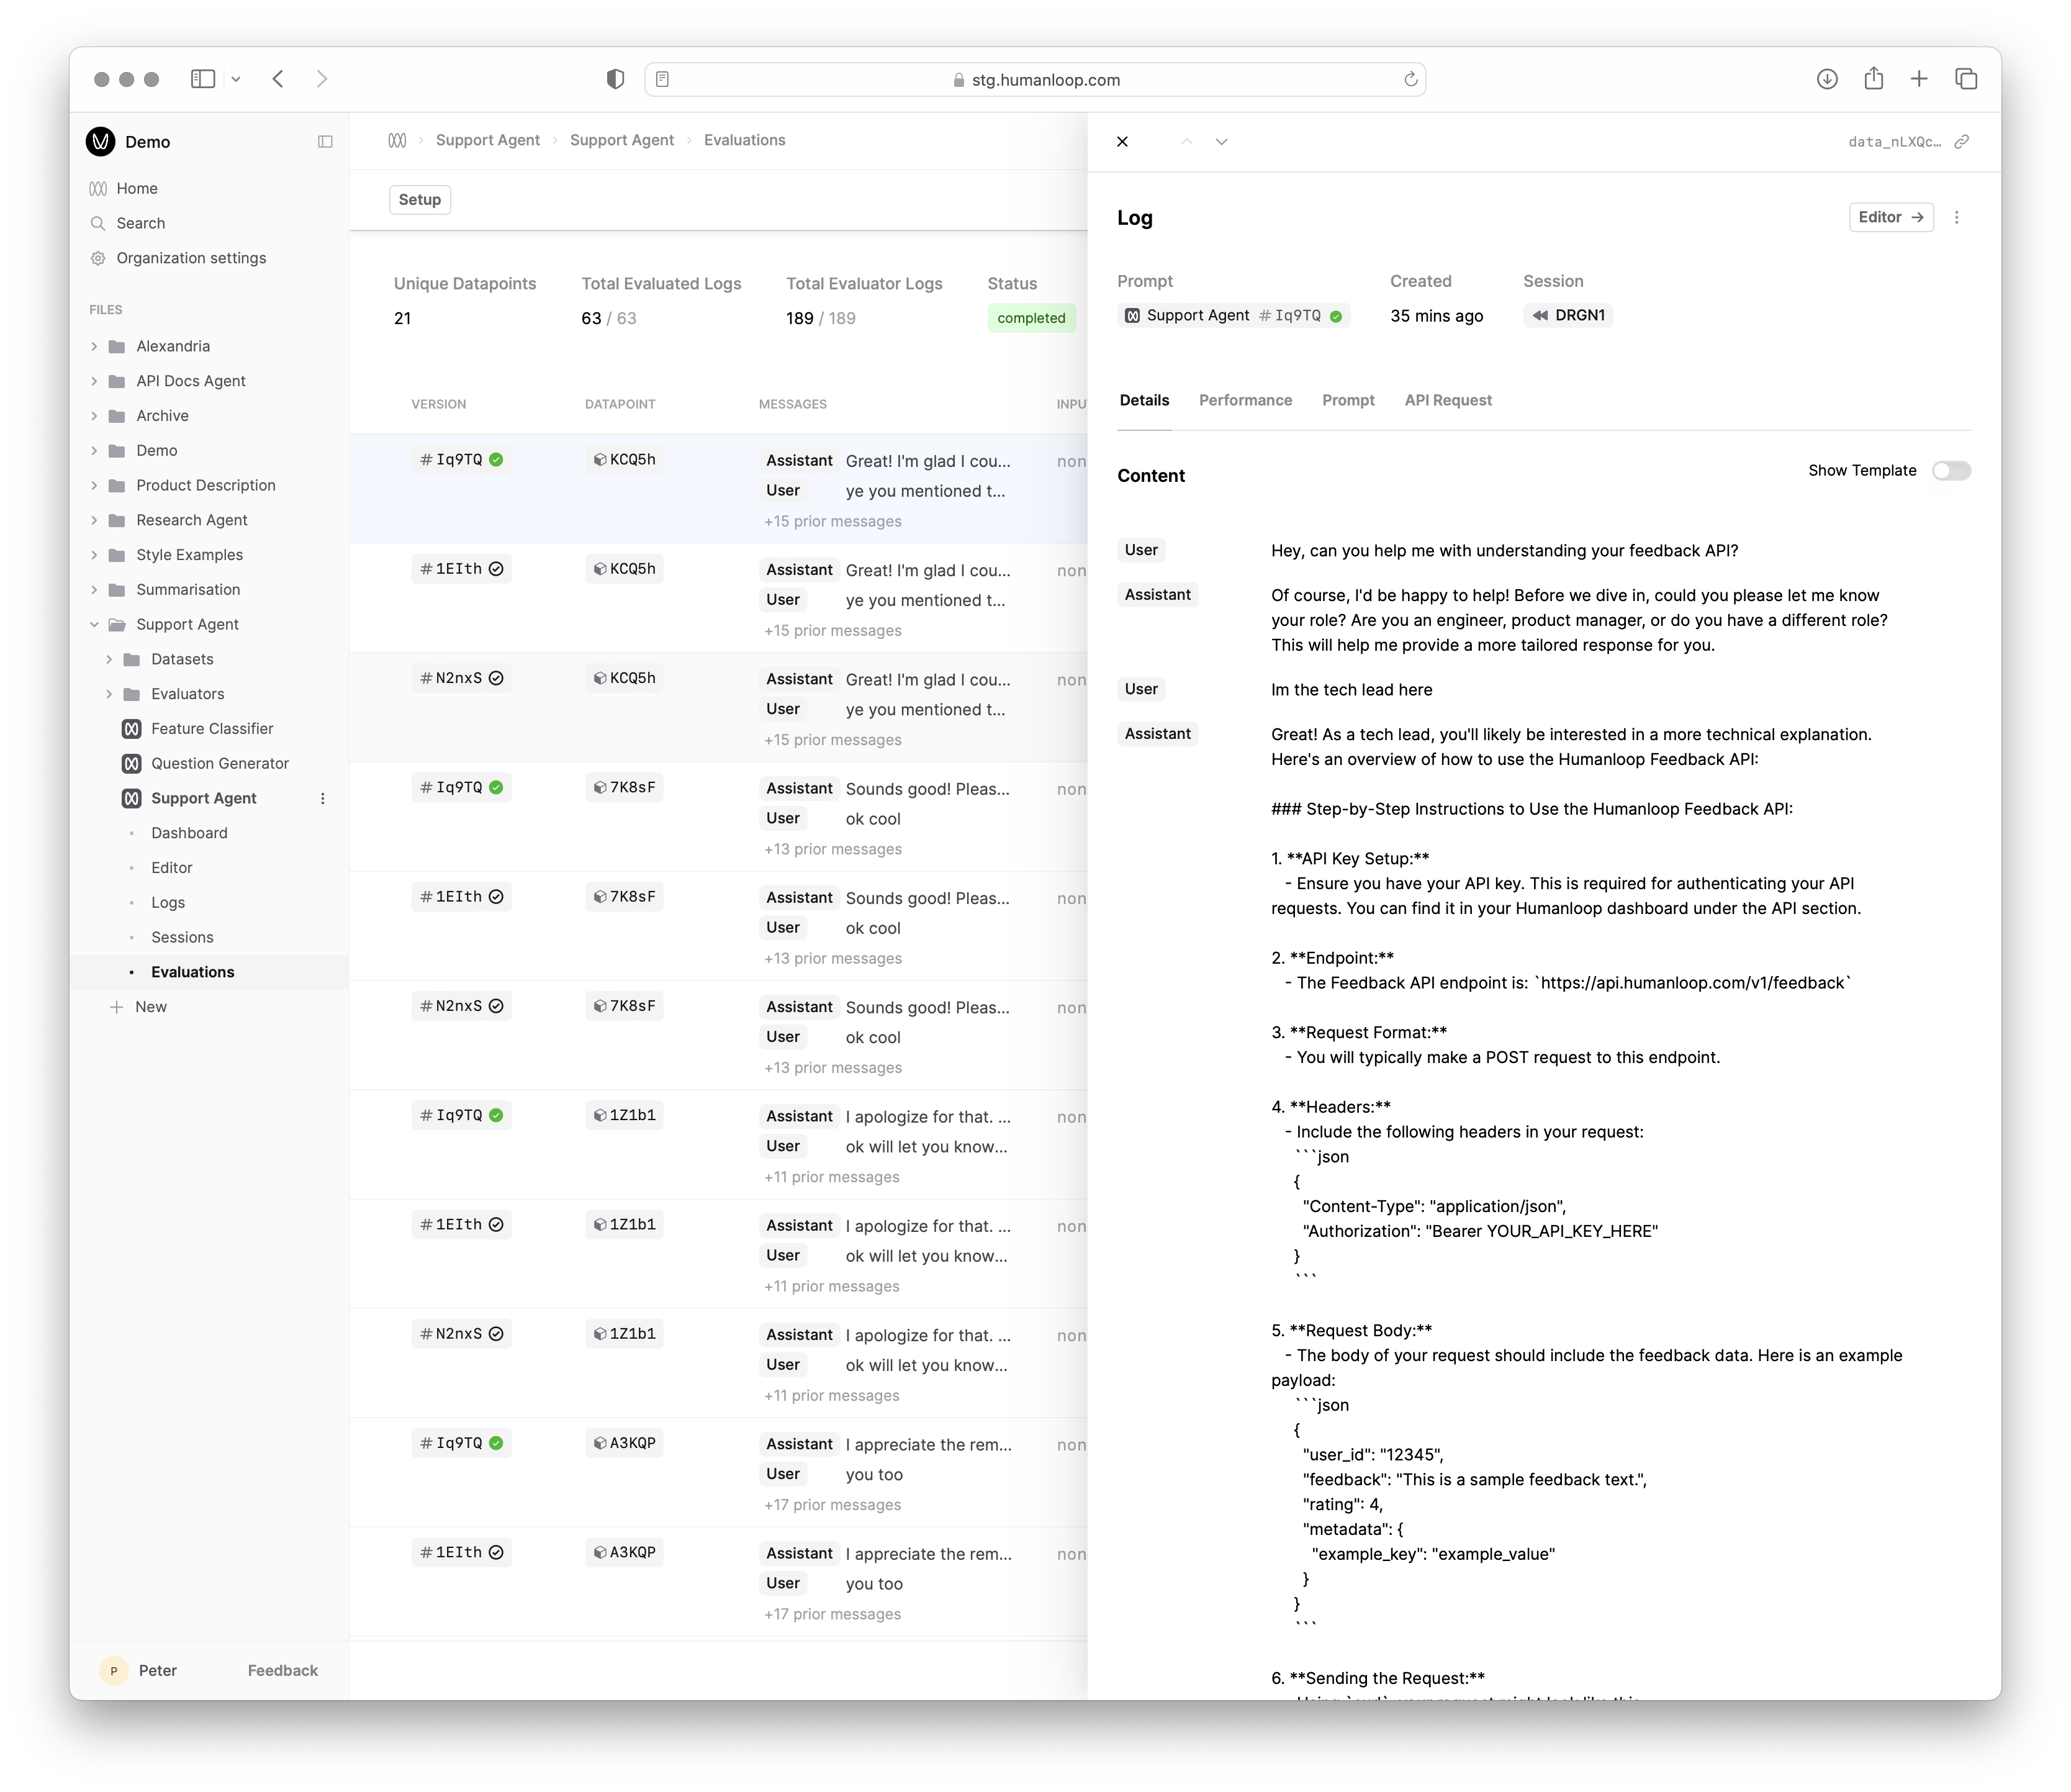 stg.humanloop.com
Demo
Home
Search
Organization settings
FILES
Alexandria
API Docs Agent
Archive
Demo
Product Description
Research Agent
Style Examples
Summarisation
Support Agent
Datasets
Evaluators
Feature Classifier
Question Generator
Support Agent
Dashboard
Editor
Logs
Sessions
Evaluations
New
P Peter Feedback
Support Agent Support Agent Evaluations
Setup
Unique Datapoints Total Evaluated Logs Total Evaluator Logs Status
21 63 / 63 189 / 189 completed
VERSION DATAPOINT MESSAGES INPU
# Iq9TQ KCQ5h Assistant Great! I'm glad I cou... non
User ye you mentioned t...
+15 prior messages
# 1EIth KCQ5h Assistant Great! I'm glad I cou... non
User ye you mentioned t...
+15 prior messages
# N2nxS KCQ5h Assistant Great! I'm glad I cou... non
User ye you mentioned t...
+15 prior messages
# Iq9TQ 7K8sF Assistant Sounds good! Pleas... non
User ok cool
+13 prior messages
# 1EIth 7K8sF Assistant Sounds good! Pleas... non
User ok cool
+13 prior messages
# N2nxS 7K8sF Assistant Sounds good! Pleas... non
User ok cool
+13 prior messages
# Iq9TQ 1Z1b1 Assistant I apologize for that. ... non
User ok will let you know...
+11 prior messages
# 1EIth 1Z1b1 Assistant I apologize for that. ... non
User ok will let you know...
+11 prior messages
# N2nxS 1Z1b1 Assistant I apologize for that. ... non
User ok will let you know...
+11 prior messages
# Iq9TQ A3KQP Assistant I appreciate the rem... non
User you too
+17 prior messages
# 1EIth A3KQP Assistant I appreciate the rem... non
User you too
+17 prior messages
data_nLXQc…
Log
Editor →
Prompt Created Session
Support Agent # Iq9TQ 35 mins ago DRGN1
Details Performance Prompt API Request
Content Show Template
User Hey, can you help me with understanding your feedback API?
Assistant Of course, I'd be happy to help! Before we dive in, could you please let me know
your role? Are you an engineer, product manager, or do you have a different role?
This will help me provide a more tailored response for you.
User Im the tech lead here
Assistant Great! As a tech lead, you'll likely be interested in a more technical explanation.
Here's an overview of how to use the Humanloop Feedback API:
### Step-by-Step Instructions to Use the Humanloop Feedback API:
1. **API Key Setup:**
- Ensure you have your API key. This is required for authenticating your API
requests. You can find it in your Humanloop dashboard under the API section.
2. **Endpoint:**
- The Feedback API endpoint is: `https://api.humanloop.com/v1/feedback`
3. **Request Format:**
- You will typically make a POST request to this endpoint.
4. **Headers:**
- Include the following headers in your request:
```json
{
"Content-Type": "application/json",
"Authorization": "Bearer YOUR_API_KEY_HERE"
}
```
5. **Request Body:**
- The body of your request should include the feedback data. Here is an example
payload:
```json
{
"user_id": "12345",
"feedback": "This is a sample feedback text.",
"rating": 4,
"metadata": {
"example_key": "example_value"
}
}
```
6. **Sending the Request:**